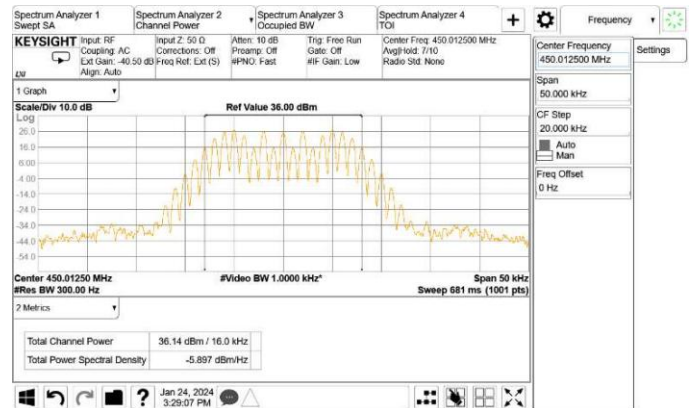 Spectrum Analyzer 1
Swept SA
Spectrum Analyzer 2
Channel Power
Spectrum Analyzer 3
Occupied BW
Spectrum Analyzer 4
TOI
+
Frequency
KEYSIGHT
Input: RF
Coupling: AC
Ext Gain: -40.50 dB
Align: Auto
Input Z: 50 Ω
Corrections: Off
Freq Ref: Ext (S)
Atten: 10 dB
Preamp: Off
#PNO: Fast
Trig: Free Run
Gate: Off
#IF Gain: Low
Center Freq: 450.012500 MHz
Avg|Hold: 7/10
Radio Std: None
LXI
Center Frequency
450.012500 MHz
Settings
Span
50.000 kHz
CF Step
20.000 kHz
Auto
Man
Freq Offset
0 Hz
1 Graph
Scale/Div 10.0 dB
Ref Value 36.00 dBm
Log
26.0
16.0
6.00
-4.00
-14.0
-24.0
-34.0
-44.0
-54.0
Center 450.01250 MHz
#Video BW 1.0000 kHz*
Span 50 kHz
#Res BW 300.00 Hz
Sweep 681 ms (1001 pts)
2 Metrics
Total Channel Power
36.14 dBm / 16.0 kHz
Total Power Spectral Density
-5.897 dBm/Hz
?
Jan 24, 2024
3:29:07 PM